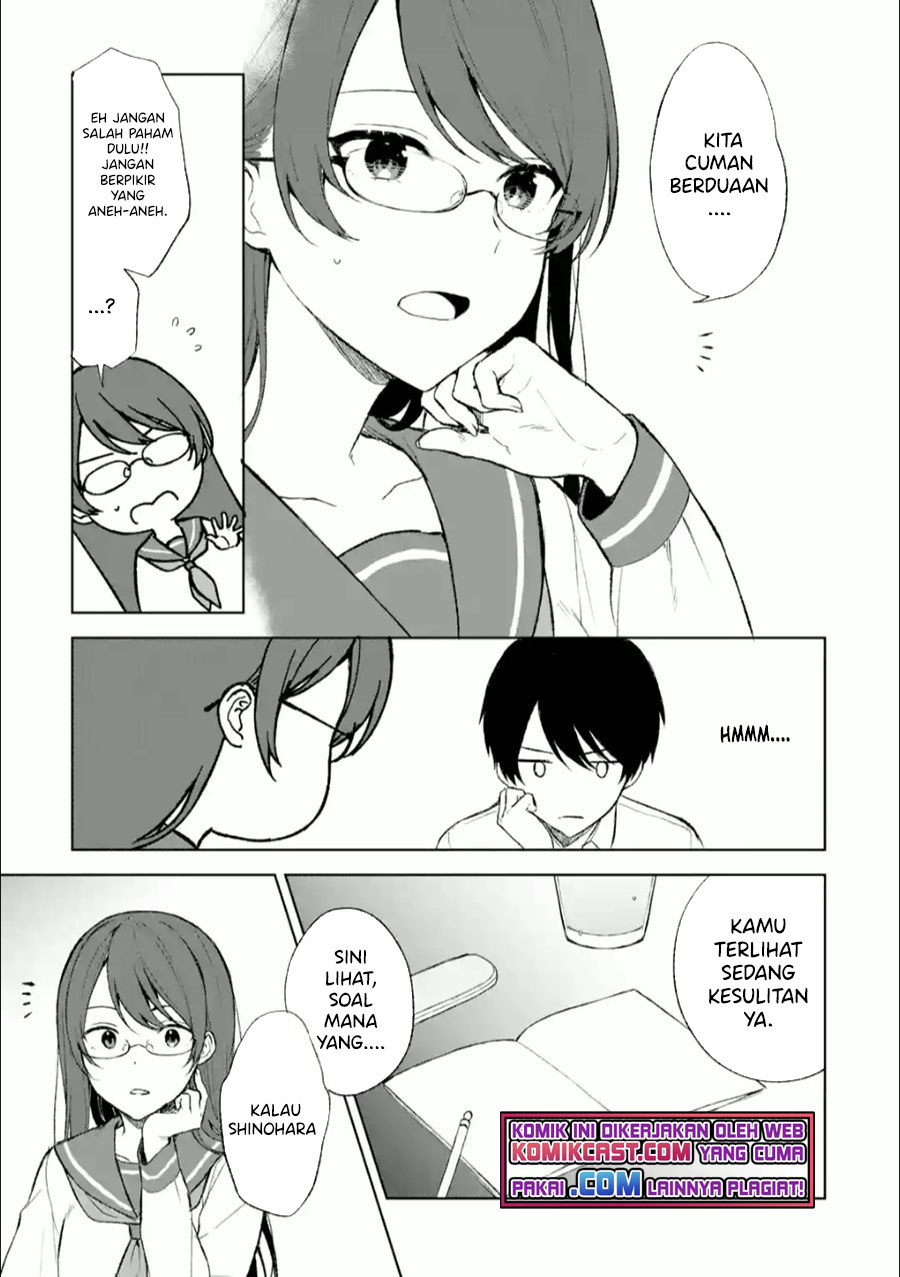 KITA
CUMAN
BERDUAAN
....
EH JANGAN
SALAH PAHAM
DULU!!
JANGAN
BERPIKIR
YANG
ANEH-ANEH.
...?
HMMM....
KAMU
TERLIHAT
SEDANG
KESULITAN
YA.
SINI
LIHAT,
SOAL
MANA
YANG....
KALAU
SHINOHARA
KOMIK INI DIKERJAKAN OLEH WEB
KOMIKCAST.COM YANG CUMA
PAKAI .COM LAINNYA PLAGIAT!